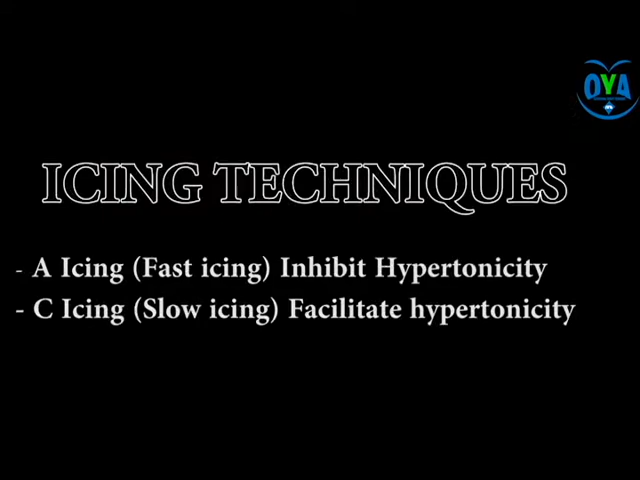 OYA
ICING TECHNIQUES
- A Icing (Fast icing) Inhibit Hypertonicity
- C Icing (Slow icing) Facilitate hypertonicity